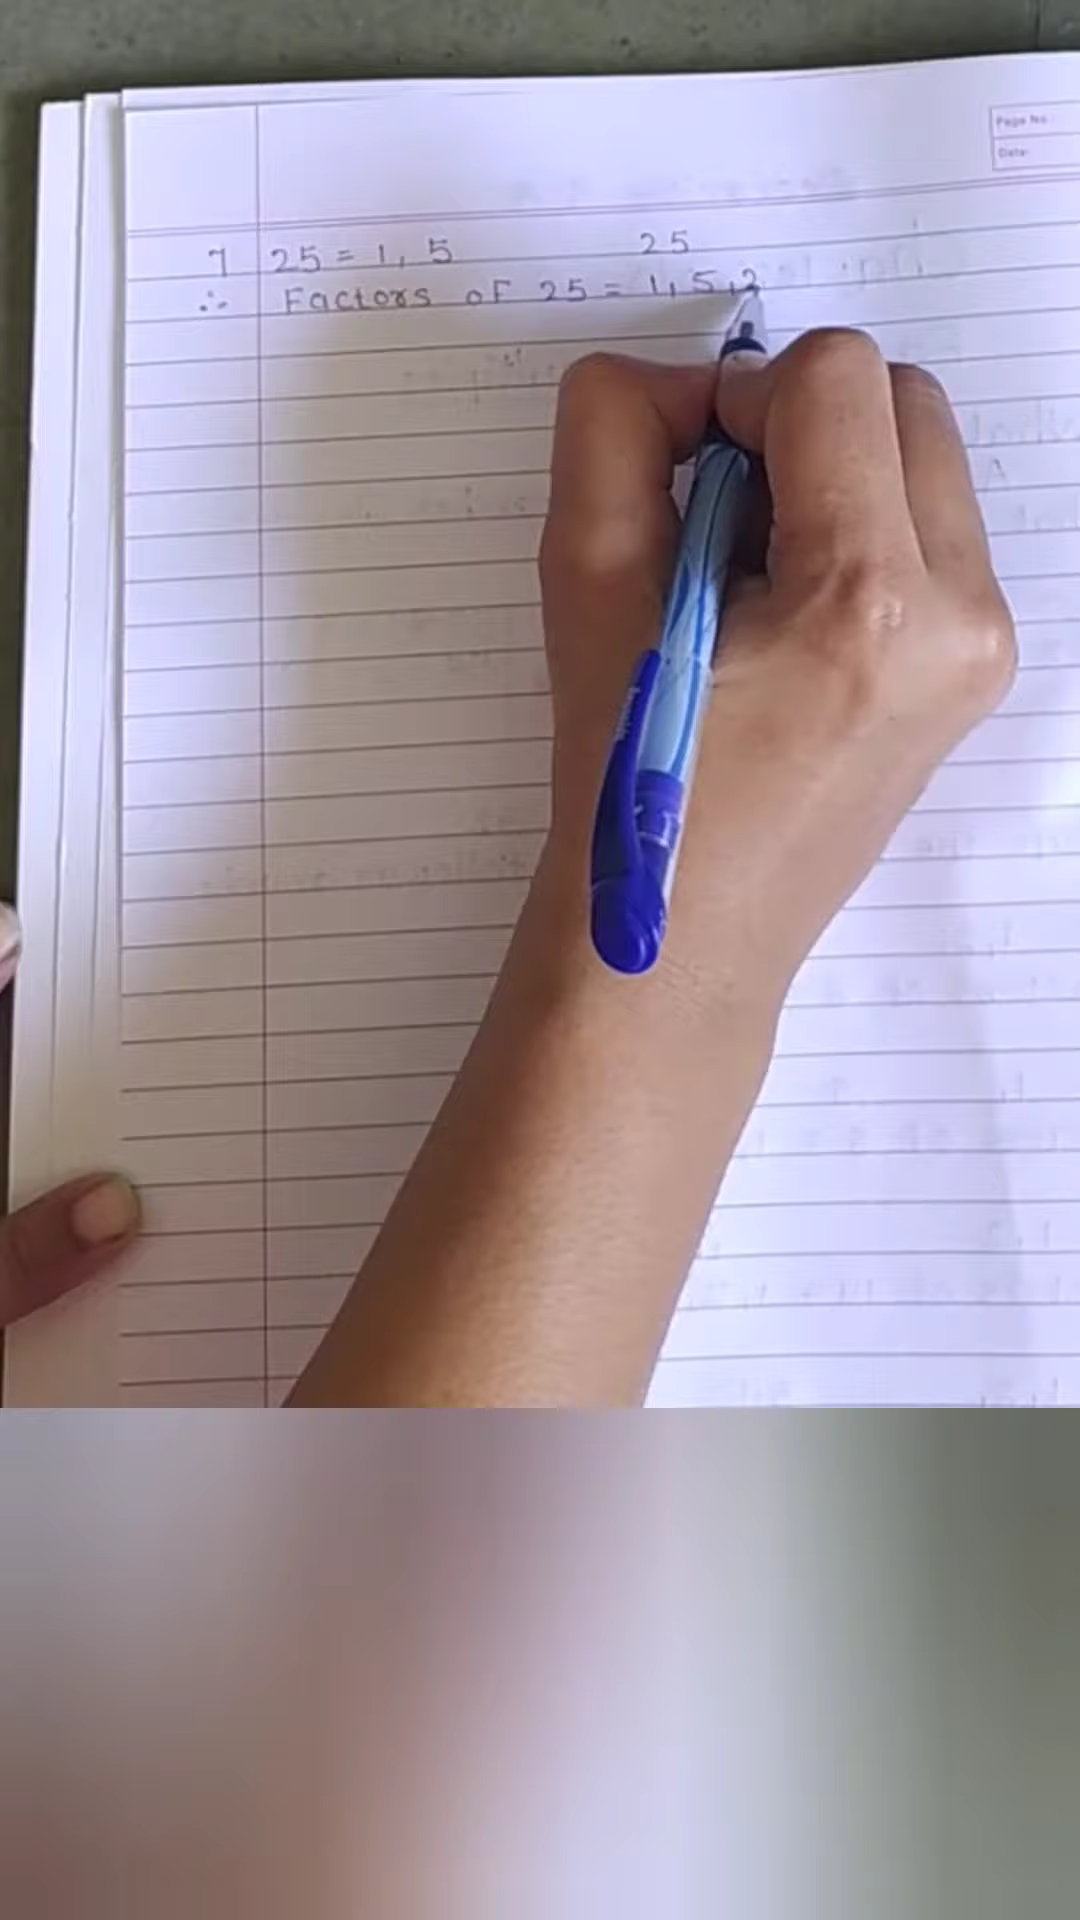 Page No
Date:
7 25 = 1, 5 25
∴ Factors of 25 = 1, 5, 2